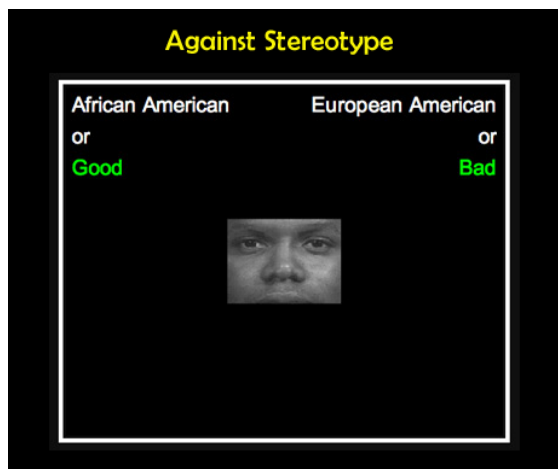 Against Stereotype
African American European American
or or
Good Bad